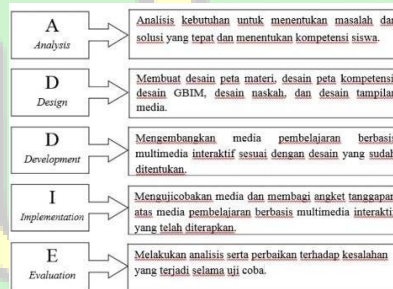 A
Analysis
Analisis kebutuhan untuk menentukan masalah dan
solusi yang tepat dan menentukan kompetensi siswa.
D
Design
Membuat desain peta materi, desain peta kompetensi
desain GBIM, desain naskah, dan desain tampilan
media.
D
Development
Mengembangkan media pembelajaran berbasis
multimedia interaktif sesuai dengan desain yang sudah
ditentukan.
I
Implementation
Mengujicobakan media dan membagi angket tanggapan
atas media pembelajaran berbasis multimedia interaktif
yang telah diterapkan.
E
Evaluation
Melakukan analisis serta perbaikan terhadap kesalahan
yang terjadi selama uji coba.